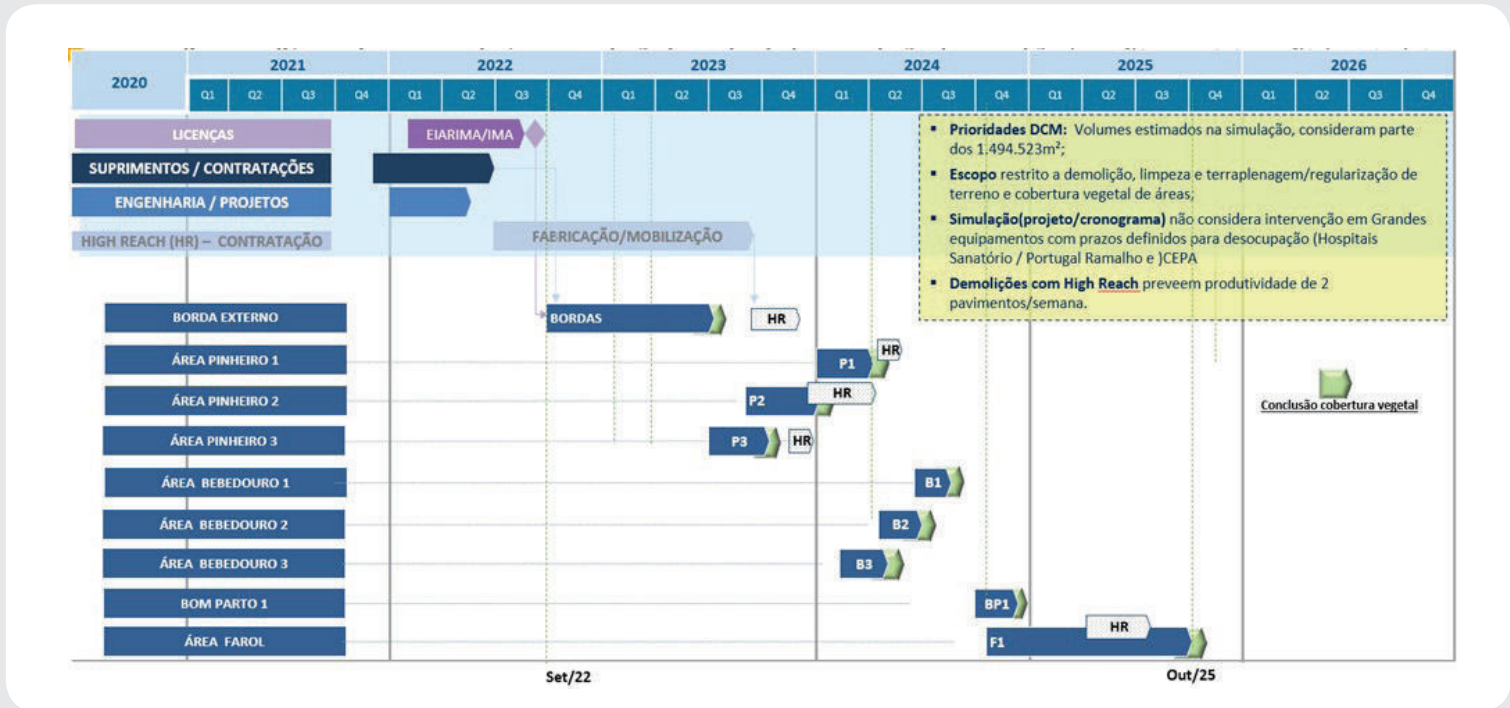 2020
2021
2022
2023
2024
2025
2026
Q1 Q2 Q3 Q4 Q1 Q2 Q3 Q4 Q1 Q2 Q3 Q4 Q1 Q2 Q3 Q4 Q1 Q2 Q3 Q4 Q1 Q2 Q3 Q4
LICENÇAS
EIARIMA/IMA
SUPRIMENTOS / CONTRATAÇÕES
ENGENHARIA / PROJETOS
HIGH REACH (HR) – CONTRATAÇÃO
FABRICAÇÃO/MOBILIZAÇÃO
▪ Prioridades DCM: Volumes estimados na simulação, consideram parte
dos 1.494.523m²;
▪ Escopo restrito a demolição, limpeza e terraplenagem/regularização de
terreno e cobertura vegetal de áreas;
▪ Simulação(projeto/cronograma) não considera intervenção em Grandes
equipamentos com prazos definidos para desocupação (Hospitais
Sanatório / Portugal Ramalho e )CEPA
▪ Demolições com High Reach preveem produtividade de 2
pavimentos/semana.
BORDA EXTERNO
BORDAS
HR
ÁREA PINHEIRO 1
P1
HR
ÁREA PINHEIRO 2
P2
HR
ÁREA PINHEIRO 3
P3
HR
Conclusão cobertura vegetal
ÁREA BEBEDOURO 1
B1
ÁREA BEBEDOURO 2
B2
ÁREA BEBEDOURO 3
B3
BOM PARTO 1
BP1
ÁREA FAROL
F1
HR
Set/22
Out/25